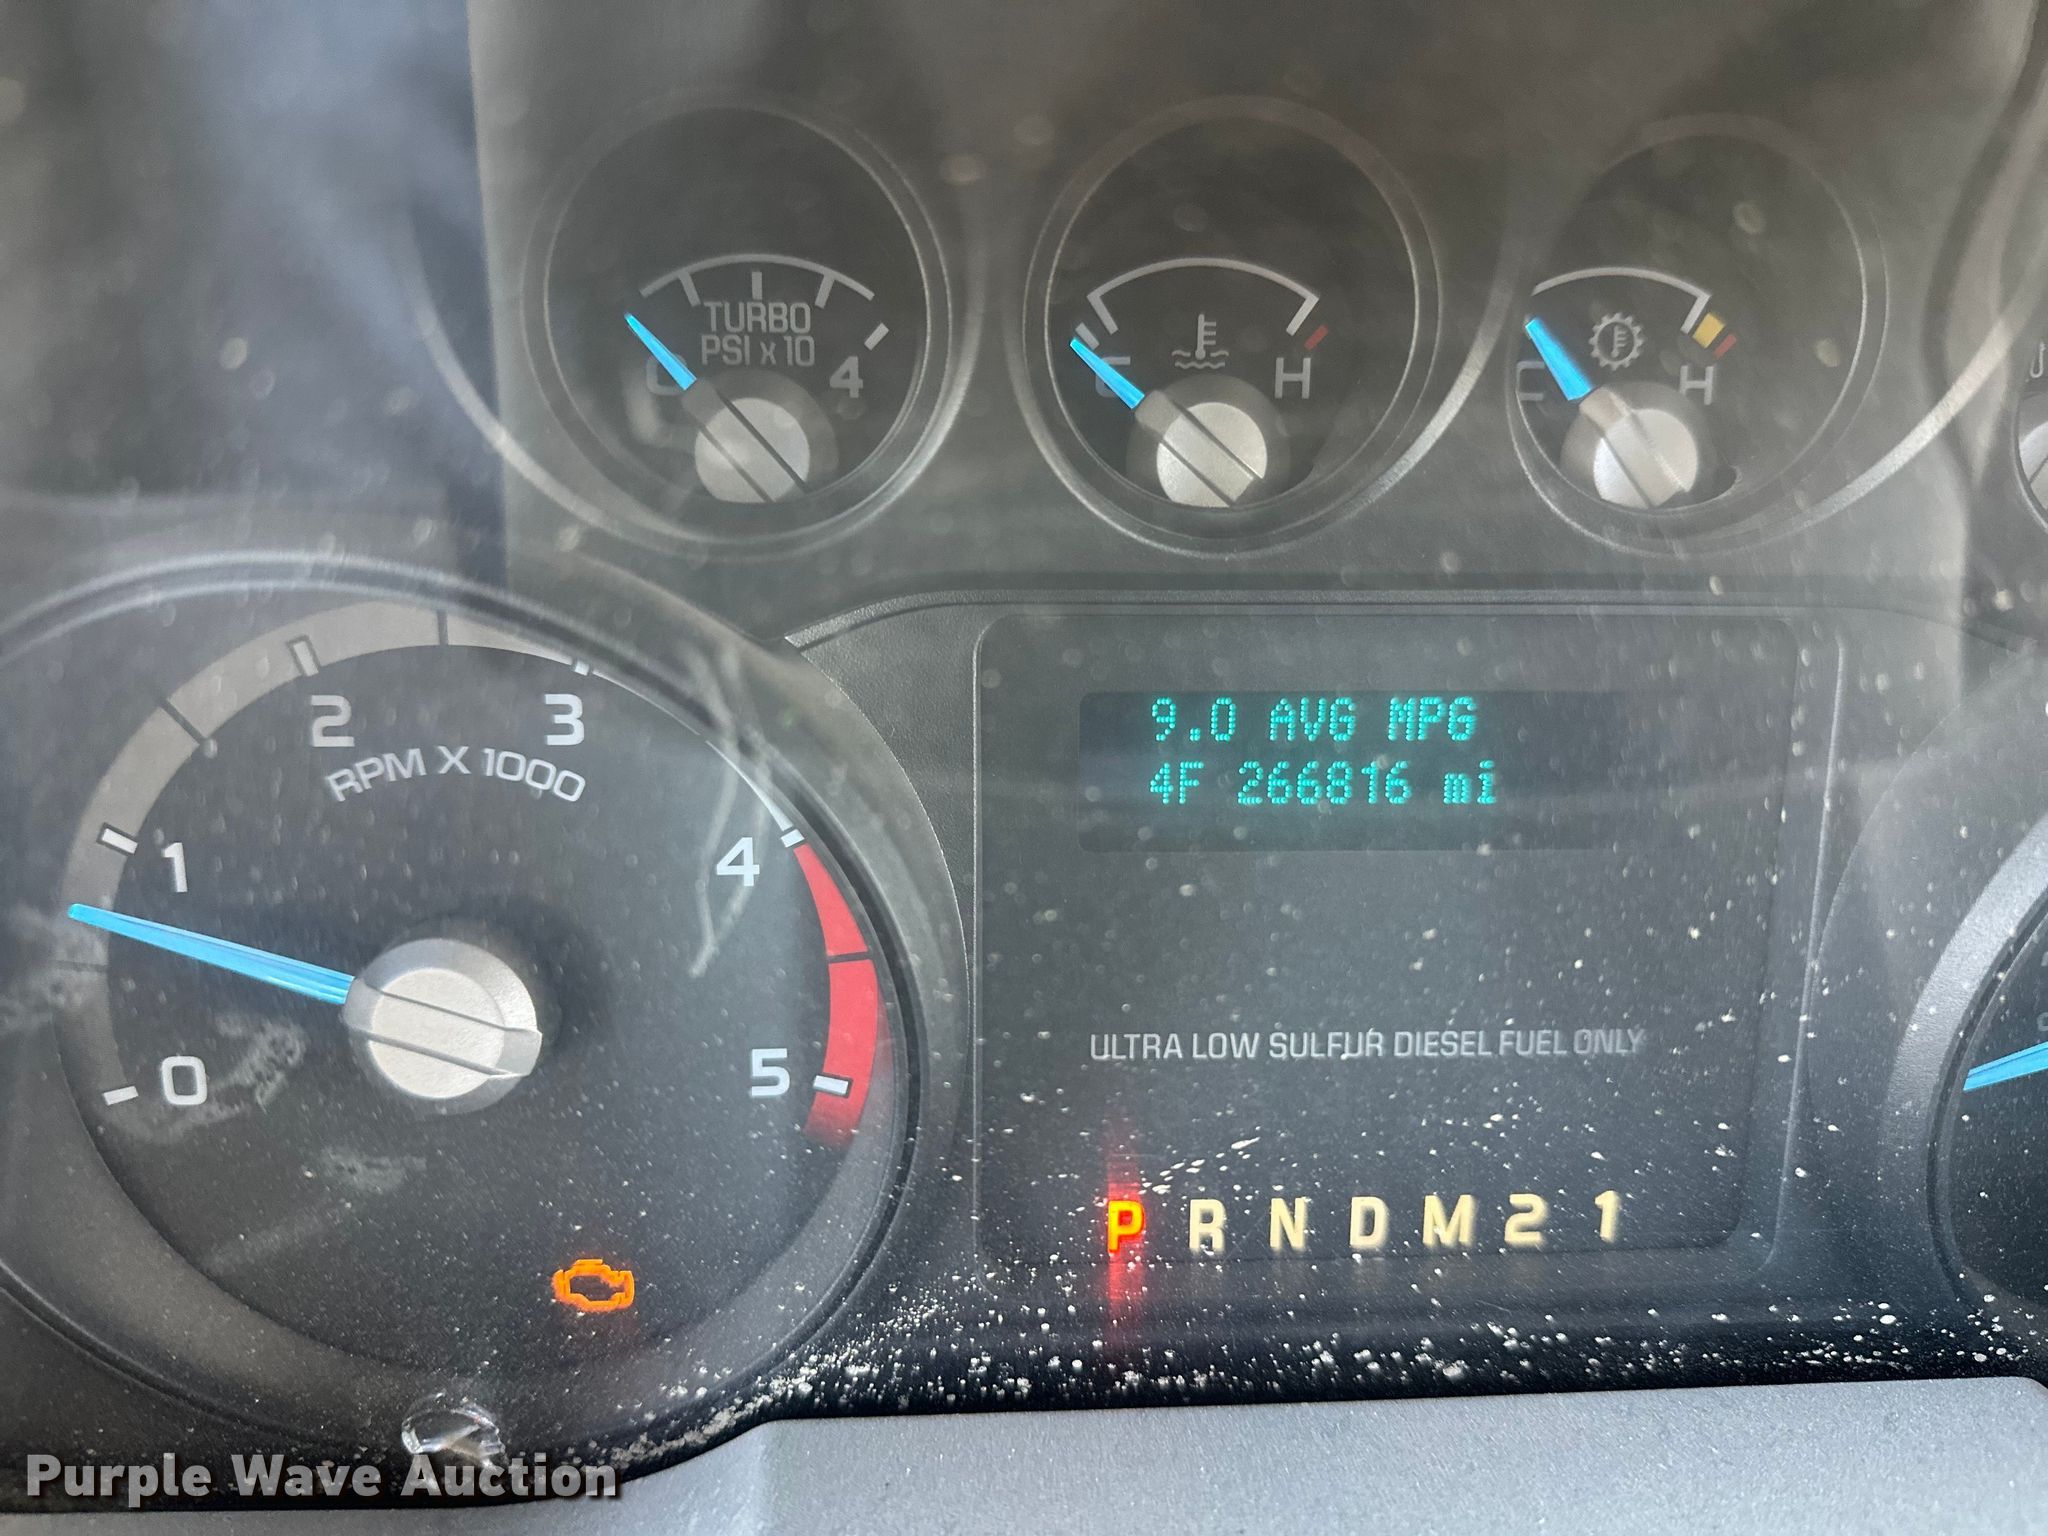 TURBO
PSI x 10
4
C
H
H
2
3
RPM X 1000
1
4
0
5
9.0 AVG MPG
4F 266816 mi
ULTRA LOW SULFUR DIESEL FUEL ONLY
P R N D M 2 1
Purple Wave Auction